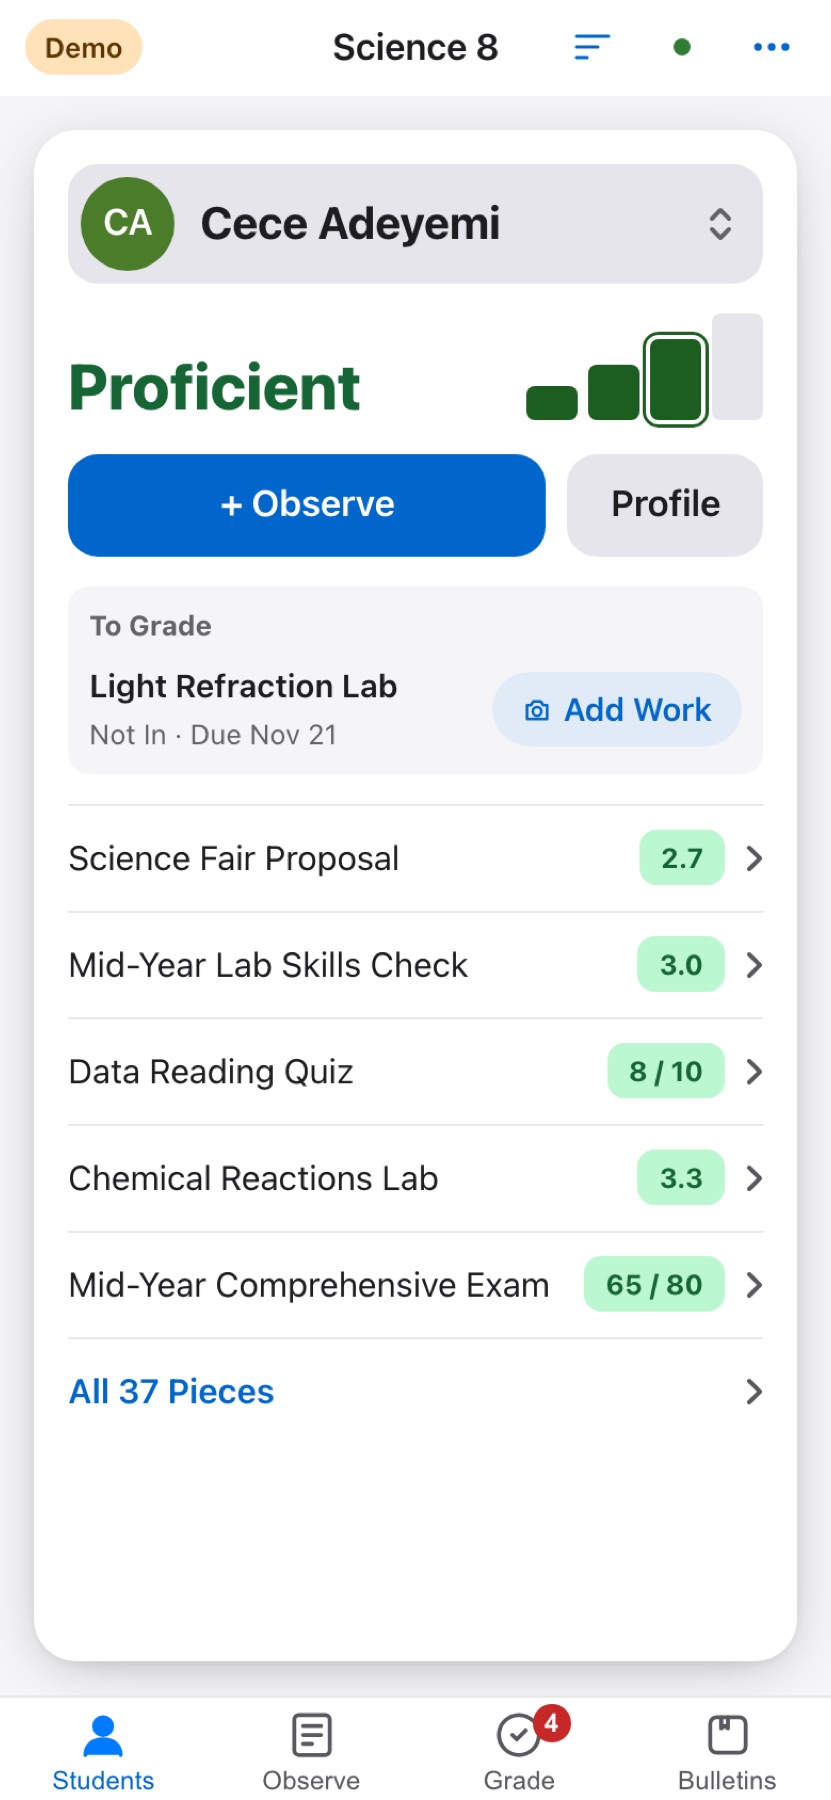 Demo
Science 8
CA
Cece Adeyemi
Proficient
+ Observe
Profile
To Grade
Light Refraction Lab
Not In · Due Nov 21
Add Work
Science Fair Proposal
2.7
Mid-Year Lab Skills Check
3.0
Data Reading Quiz
8 / 10
Chemical Reactions Lab
3.3
Mid-Year Comprehensive Exam
65 / 80
All 37 Pieces
Students
Observe
4
Grade
Bulletins